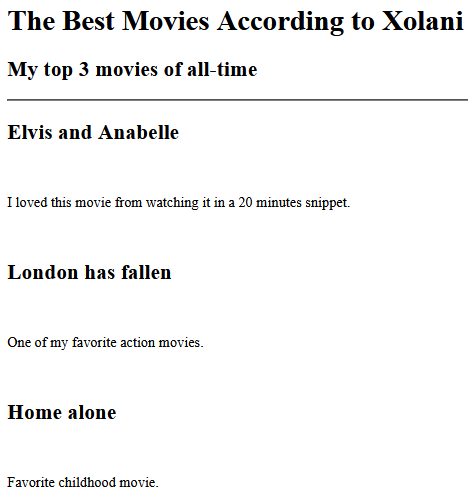 The Best Movies According to Xolani
My top 3 movies of all-time
Elvis and Anabelle
I loved this movie from watching it in a 20 minutes snippet.
London has fallen
One of my favorite action movies.
Home alone
Favorite childhood movie.